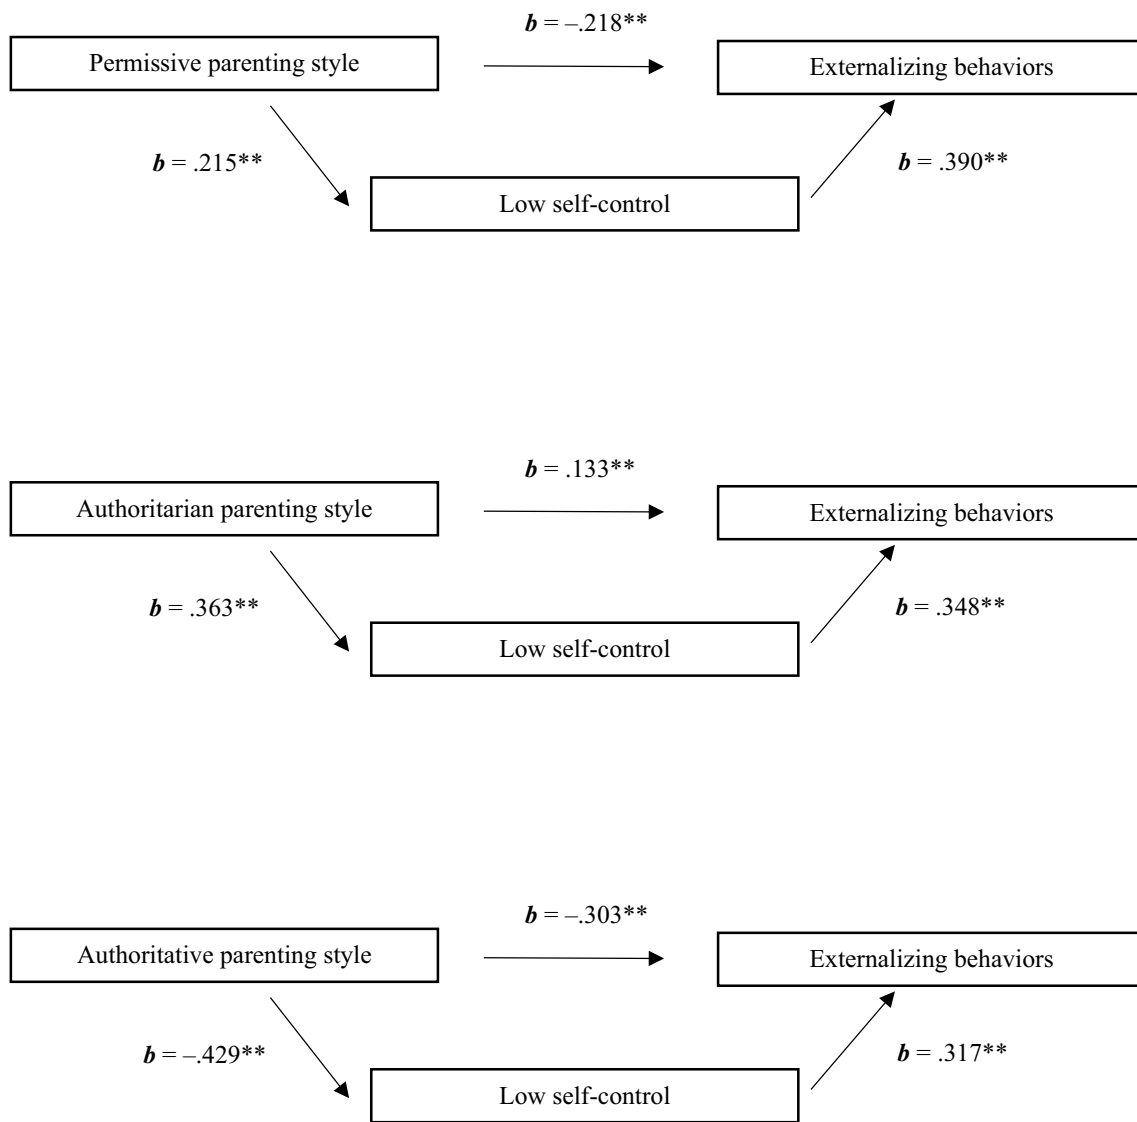 b = –.218**
Permissive parenting style
Externalizing behaviors
b = .215**
b = .390**
Low self-control
b = .133**
Authoritarian parenting style
Externalizing behaviors
b = .363**
b = .348**
Low self-control
b = –.303**
Authoritative parenting style
Externalizing behaviors
b = –.429**
b = .317**
Low self-control